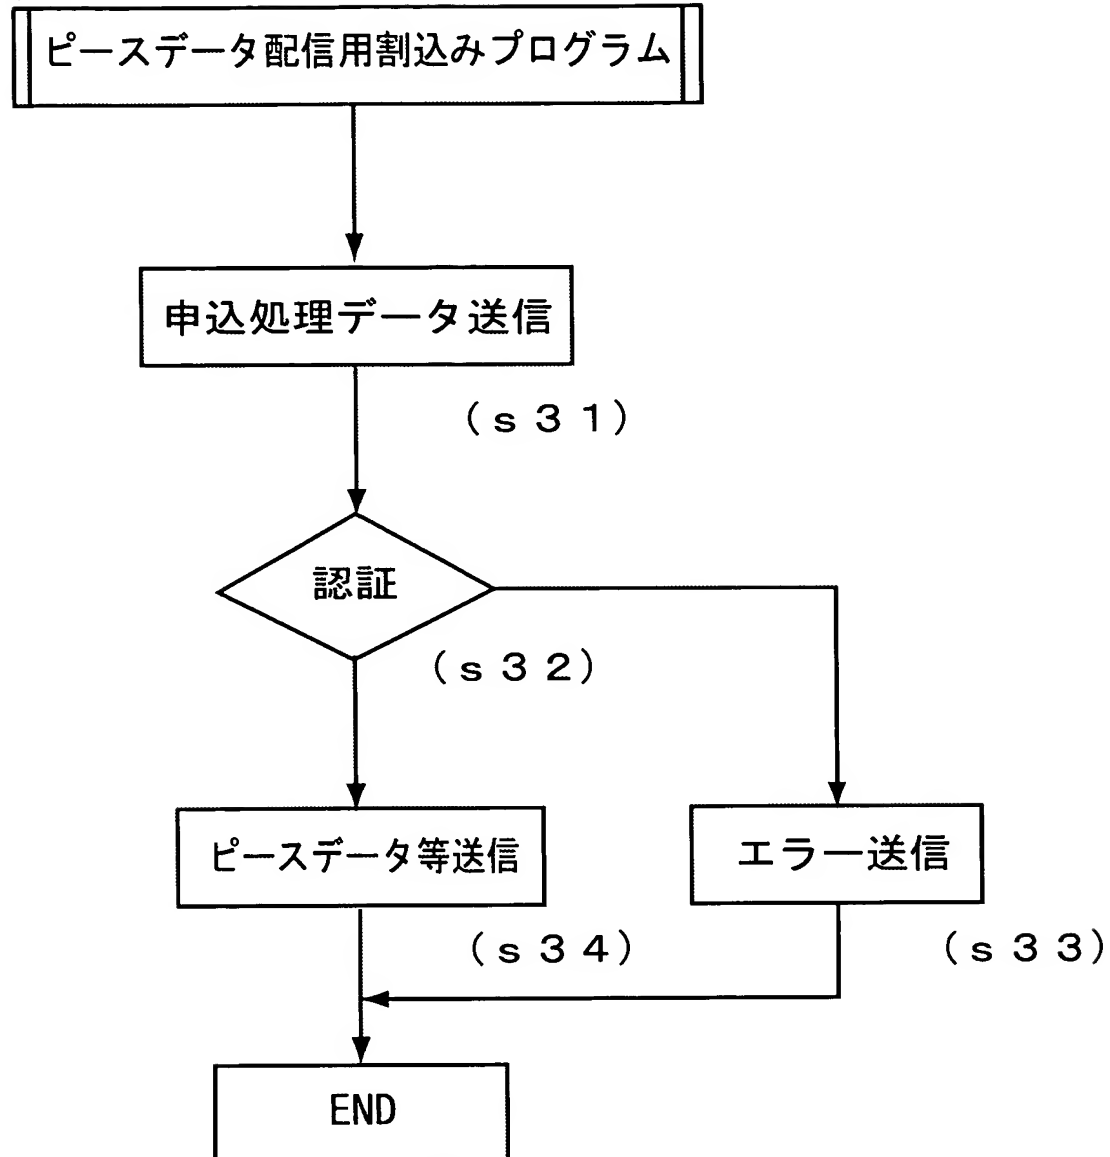 ピースデータ配信用割込みプログラム
申込処理データ送信
(s31)
認証
(s32)
ピースデータ等送信
エラー送信
(s34)
(s33)
END